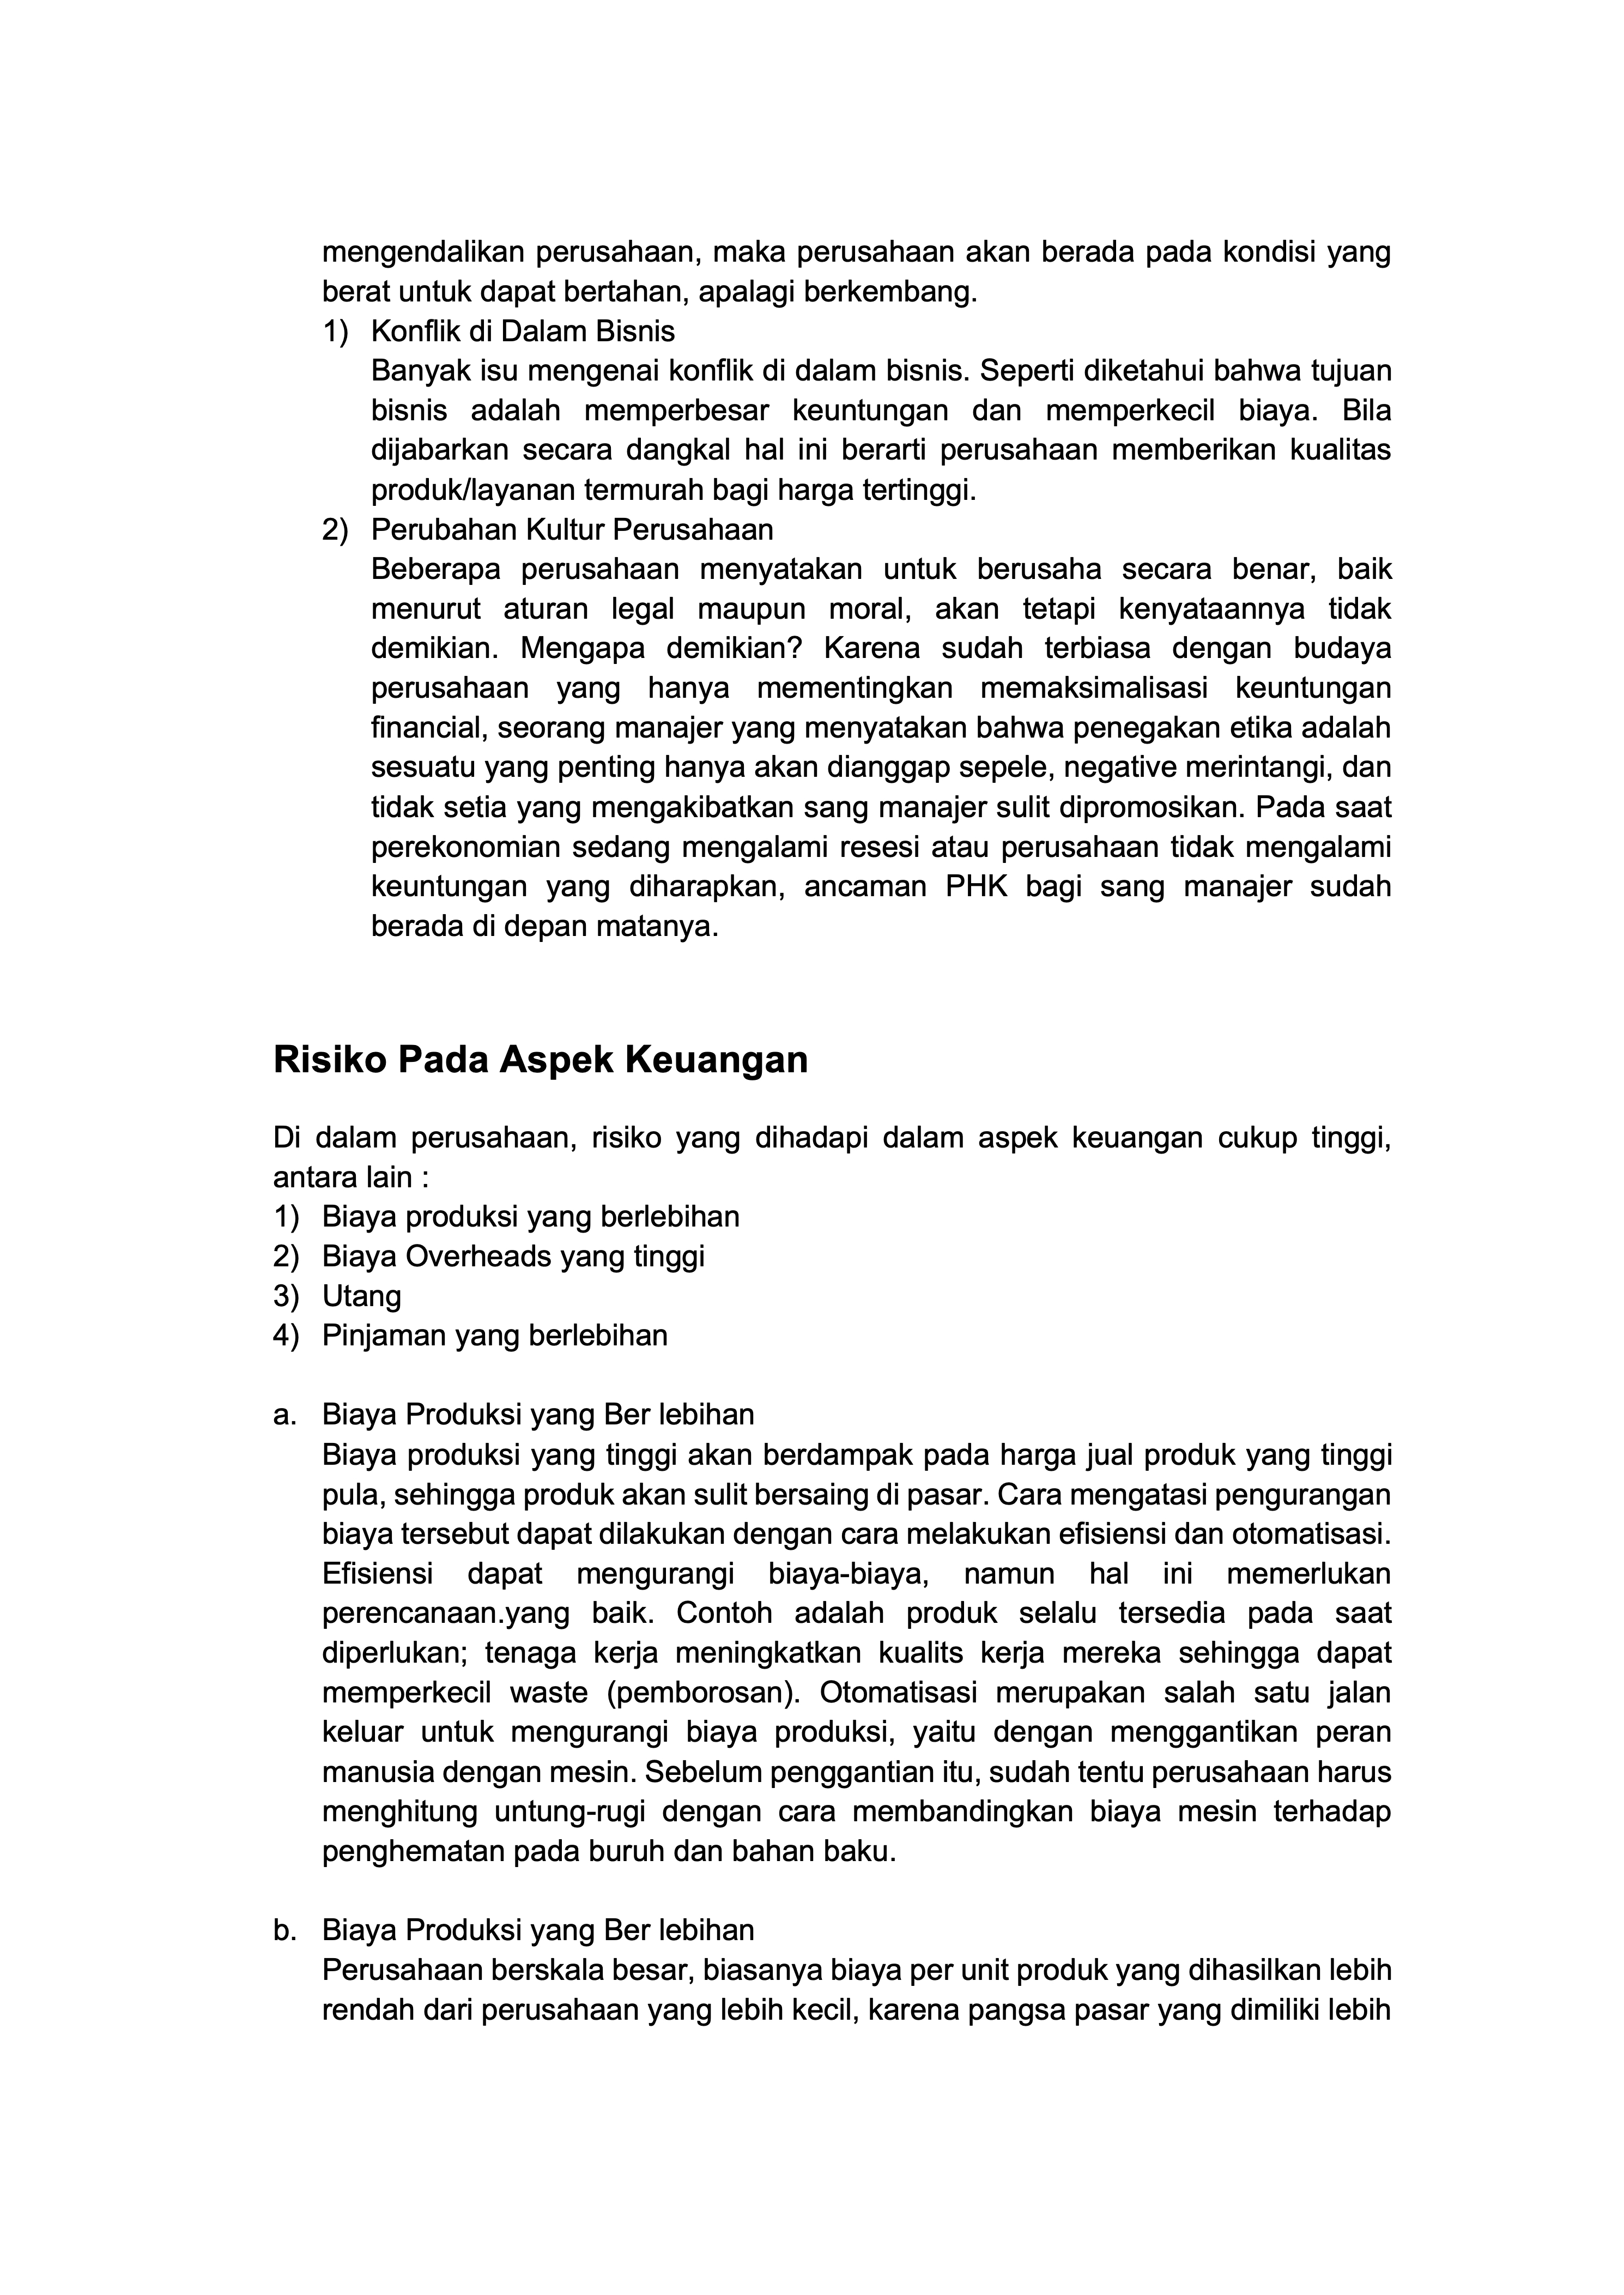 mengendalikan perusahaan, maka perusahaan akan berada pada kondisi yang
berat untuk dapat bertahan, apalagi berkembang.
1) Konflik di Dalam Bisnis
Banyak isu mengenai konflik di dalam bisnis. Seperti diketahui bahwa tujuan
bisnis adalah memperbesar keuntungan dan memperkecil biaya. Bila
dijabarkan secara dangkal hal ini berarti perusahaan memberikan kualitas
produk/layanan termurah bagi harga tertinggi.
2) Perubahan Kultur Perusahaan
Beberapa perusahaan menyatakan untuk berusaha secara benar, baik
menurut aturan legal maupun moral, akan tetapi kenyataannya tidak
demikian. Mengapa demikian? Karena sudah terbiasa dengan budaya
perusahaan yang hanya mementingkan memaksimalisasi keuntungan
financial, seorang manajer yang menyatakan bahwa penegakan etika adalah
sesuatu yang penting hanya akan dianggap sepele, negative merintangi, dan
tidak setia yang mengakibatkan sang manajer sulit dipromosikan. Pada saat
perekonomian sedang mengalami resesi atau perusahaan tidak mengalami
keuntungan yang diharapkan, ancaman PHK bagi sang manajer sudah
berada di depan matanya.
Risiko Pada Aspek Keuangan
Di dalam perusahaan, risiko yang dihadapi dalam aspek keuangan cukup tinggi,
antara lain :
1) Biaya produksi yang berlebihan
2) Biaya Overheads yang tinggi
3) Utang
4) Pinjaman yang berlebihan
a. Biaya Produksi yang Ber lebihan
Biaya produksi yang tinggi akan berdampak pada harga jual produk yang tinggi
pula, sehingga produk akan sulit bersaing di pasar. Cara mengatasi pengurangan
biaya tersebut dapat dilakukan dengan cara melakukan efisiensi dan otomatisasi.
Efisiensi dapat mengurangi biaya-biaya, namun hal ini memerlukan
perencanaan.yang baik. Contoh adalah produk selalu tersedia pada saat
diperlukan; tenaga kerja meningkatkan kualits kerja mereka sehingga dapat
memperkecil waste (pemborosan). Otomatisasi merupakan salah satu jalan
keluar untuk mengurangi biaya produksi, yaitu dengan menggantikan peran
manusia dengan mesin. Sebelum penggantian itu, sudah tentu perusahaan harus
menghitung untung-rugi dengan cara membandingkan biaya mesin terhadap
penghematan pada buruh dan bahan baku.
b. Biaya Produksi yang Ber lebihan
Perusahaan berskala besar, biasanya biaya per unit produk yang dihasilkan lebih
rendah dari perusahaan yang lebih kecil, karena pangsa pasar yang dimiliki lebih